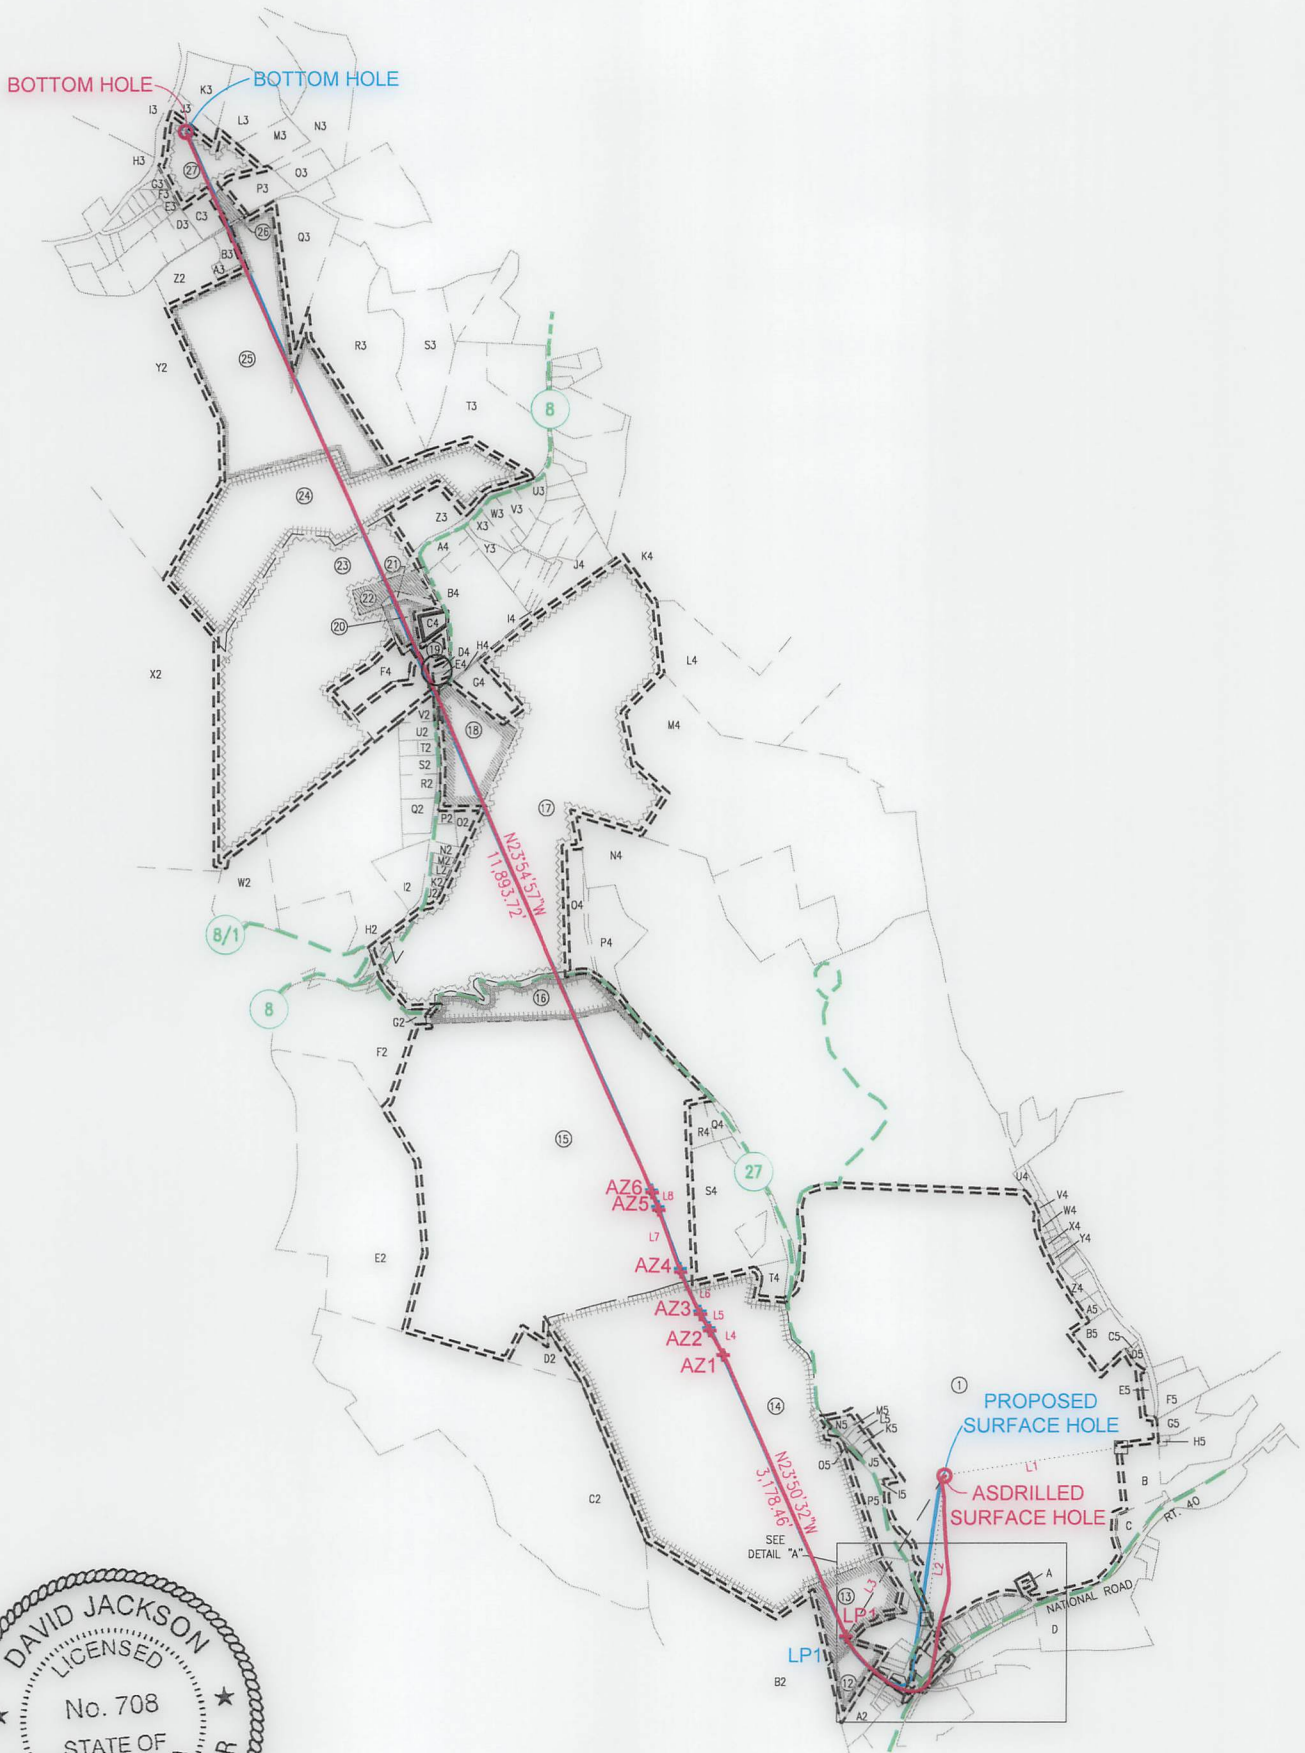 BOTTOM HOLE
BOTTOM HOLE
K3
I3
J3
L3
M3
N3
H3
27
O3
G3
F3
E3
P3
C3
D3
26
Q3
B3
A3
Z2
25
Y2
R3
S3
T3
8
24
U3
V3
W3
Z3
X3
Y3
A4
K4
J4
23
21
22
B4
20
C4
I4
19
D4
H4
E4
L4
X2
F4
G4
M4
V2
18
U2
T2
S2
R2
Q2
P2
O2
17
N23°54'57"W
11,893.72'
N2
M2
L2
K2
J2
N4
W2
I2
O4
8/1
H2
P4
16
8
G2
F2
Q4
R4
15
27
U4
AZ6
L8
S4
V4
AZ5
W4
X4
L7
Y4
E2
AZ4
T4
Z4
L6
AZ3
L5
A5
AZ2
L4
B5
C5
D2
D5
AZ1
1
E5
PROPOSED
SURFACE HOLE
F5
14
M5
L5
N5
K5
G5
H5
N23°50'32"W
3,178.46'
O5
J5
L1
ASDRILLED
SURFACE HOLE
B
I5
P5
C2
C
RT. 40
SEE
DETAIL "A"
L2
A
L3
13
NATIONAL ROAD
LP1
D
LP1
B2
12
A2
DAVID JACKSON
LICENSED
No. 708
STATE OF